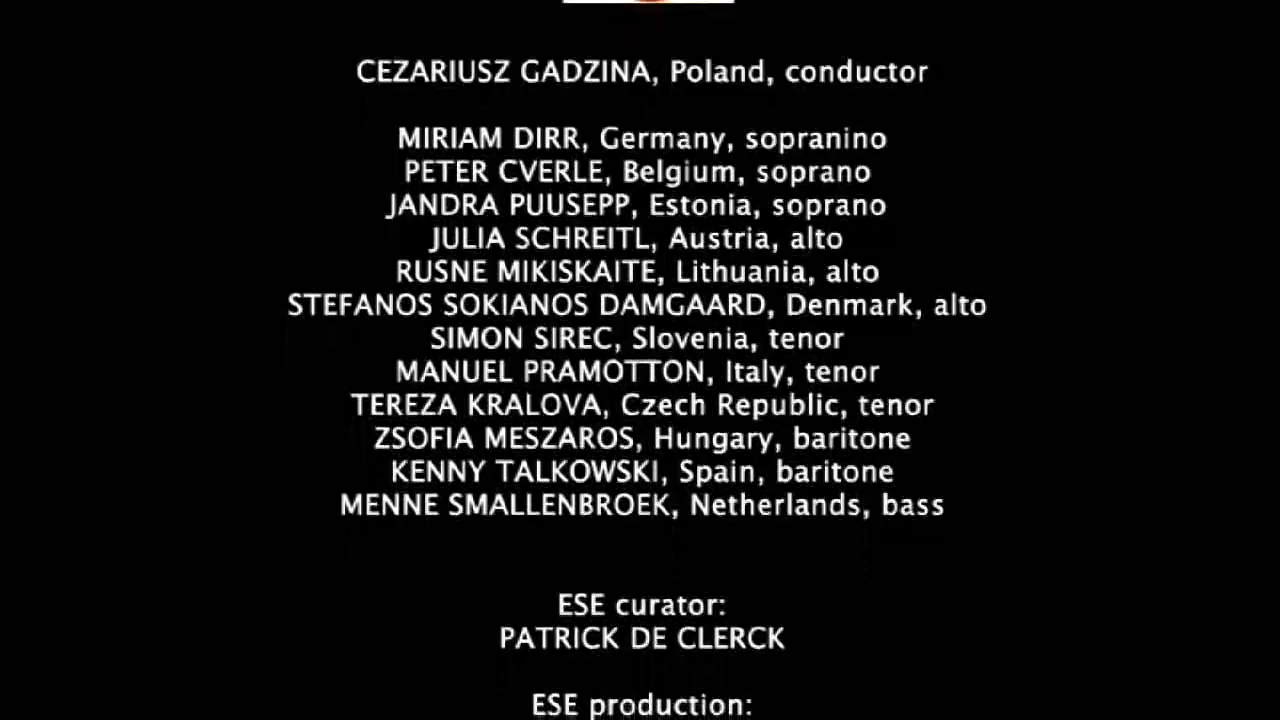 CEZARIUSZ GADZINA, Poland, conductor
MIRIAM DIRR, Germany, sopranino
PETER CVERLE, Belgium, soprano
JANDRA PUUSEPP, Estonia, soprano
JULIA SCHREITL, Austria, alto
RUSNE MIKISKAITE, Lithuania, alto
STEFANOS SOKIANOS DAMGAARD, Denmark, alto
SIMON SIREC, Slovenia, tenor
MANUEL PRAMOTTON, Italy, tenor
TEREZA KRALOVA, Czech Republic, tenor
ZSOFIA MESZAROS, Hungary, baritone
KENNY TALKOWSKI, Spain, baritone
MENNE SMALLENBROEK, Netherlands, bass
ESE curator:
PATRICK DE CLERCK
ESE production: